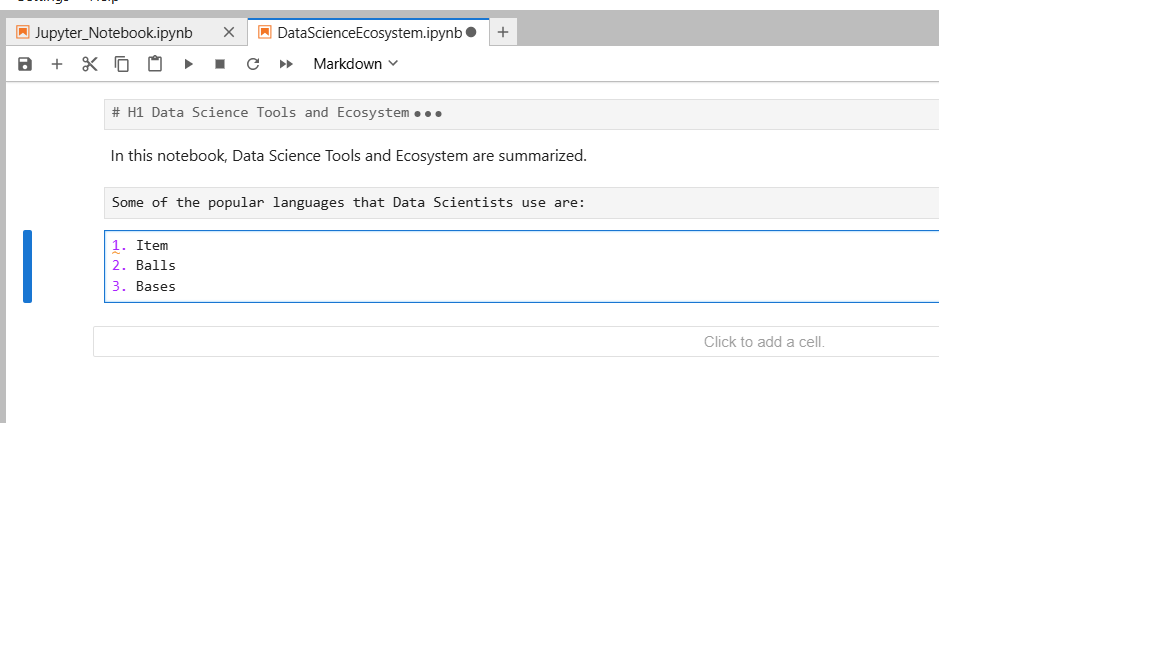 Settings Help
Jupyter_Notebook.ipynb
DataScienceEcosystem.ipynb
Markdown
# H1 Data Science Tools and Ecosystem
In this notebook, Data Science Tools and Ecosystem are summarized.
Some of the popular languages that Data Scientists use are:
1. Item
2. Balls
3. Bases
Click to add a cell.